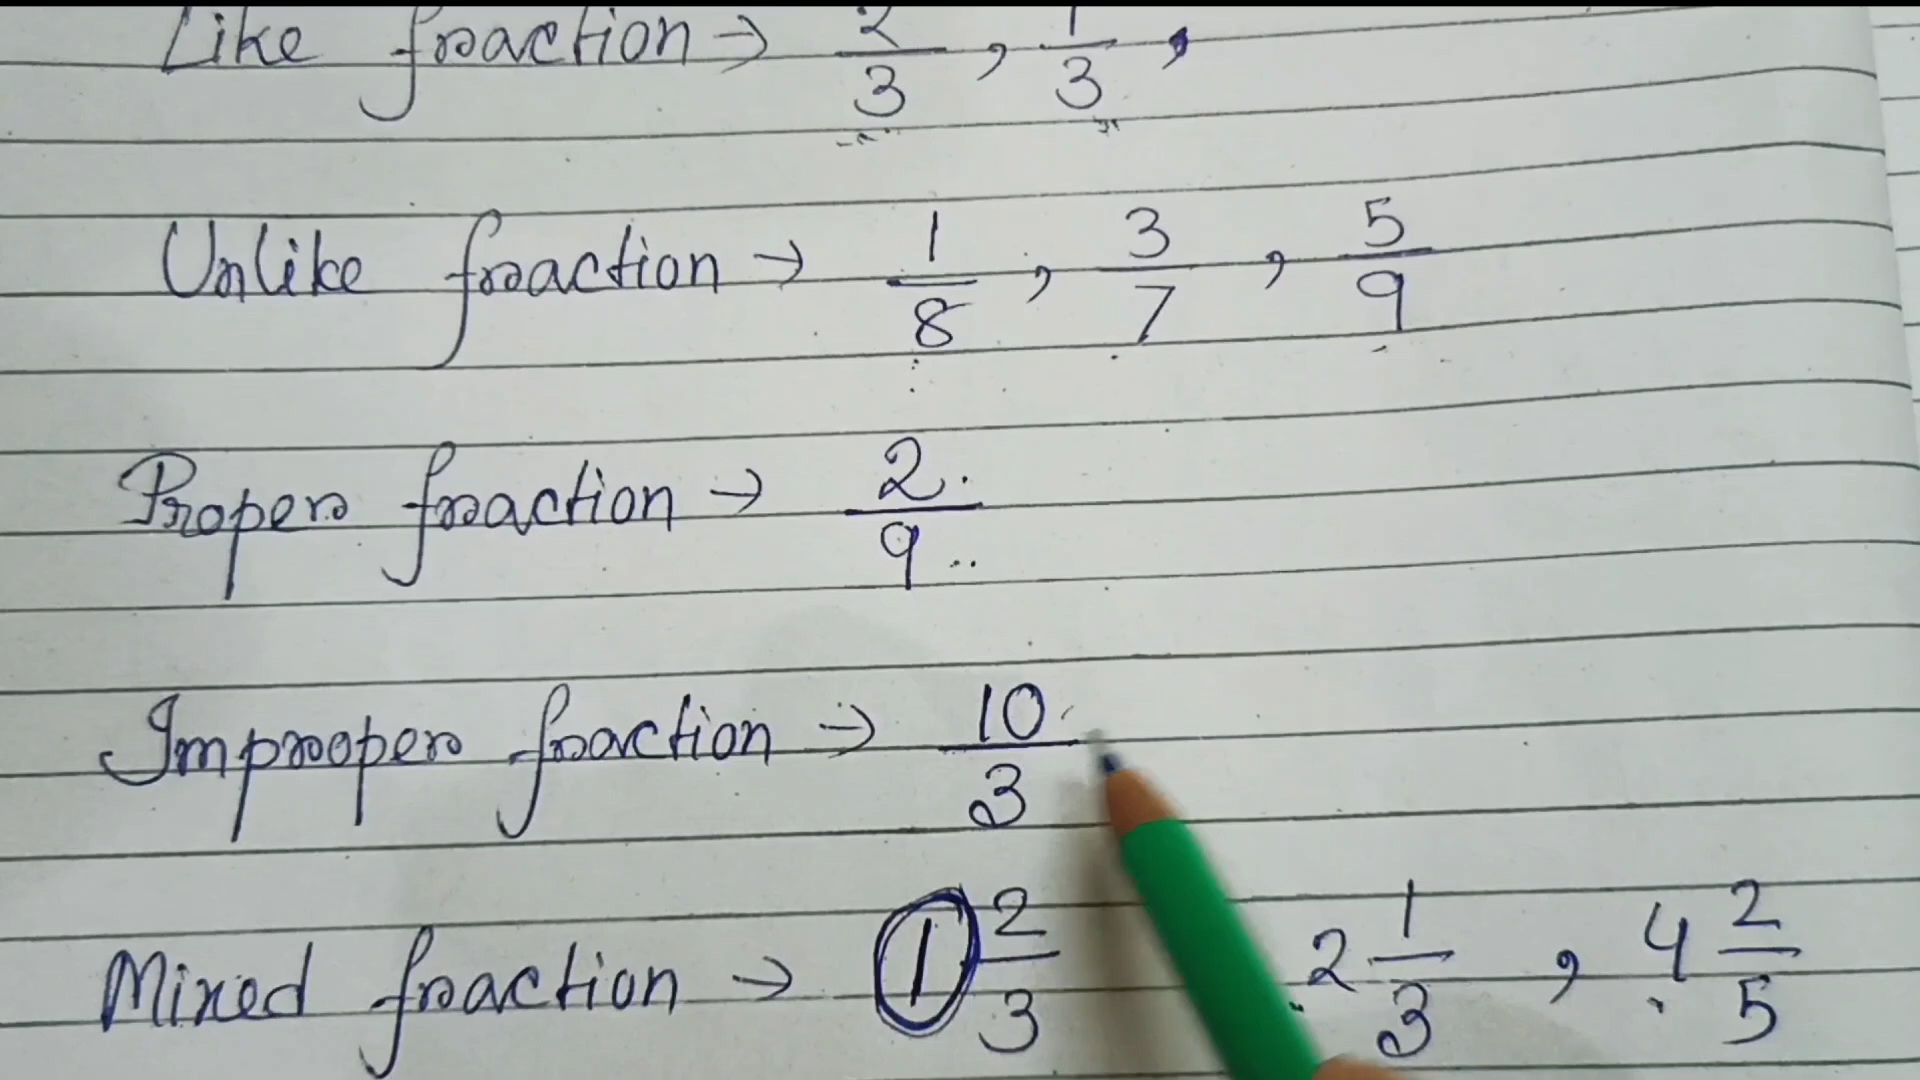 Like fraction → 2/3, 1/3,
Unlike fraction → 1/8, 3/7, 5/9
Proper fraction → 2/9
Improper fraction → 10/3
Mixed fraction → 1 2/3 2 1/3, 4 2/5